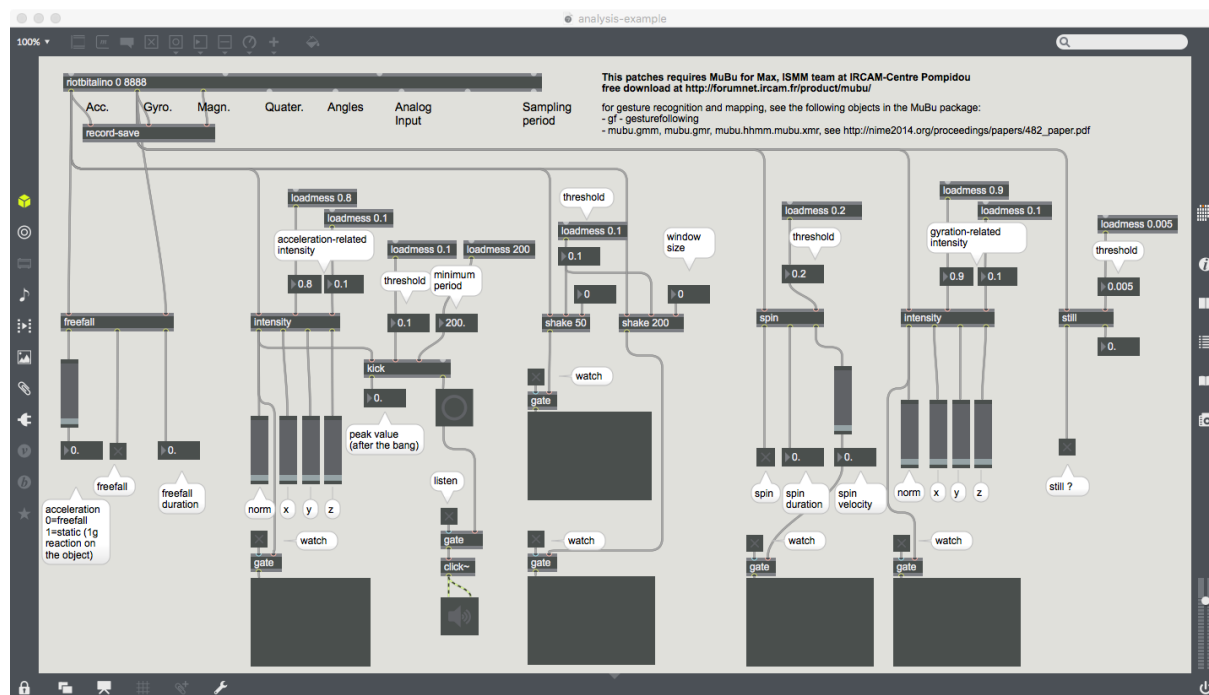 analysis-example
100%
riotbitalino 0 8888
Acc.
Gyro.
Magn.
Quater.
Angles
Analog
Input
Sampling
period
record-save
This patches requires MuBu for Max, ISMM team at IRCAM-Centre Pompidou
free download at http://forumnet.ircam.fr/product/mubu/
for gesture recognition and mapping, see the following objects in the MuBu package:
- gf - gesturefollowing
- mubu.gmm, mubu.gmr, mubu.hhmm.mubu.xmr, see http://nime2014.org/proceedings/papers/482_paper.pdf
loadmess 0.8
loadmess 0.1
acceleration-related
intensity
0.8
0.1
loadmess 0.1
loadmess 200
threshold
minimum
period
0.1
200.
threshold
loadmess 0.1
0.1
window
size
0
0
loadmess 0.2
threshold
0.2
loadmess 0.9
loadmess 0.1
gyration-related
intensity
0.9
0.1
loadmess 0.005
threshold
0.005
freefall
intensity
shake 50
shake 200
spin
intensity
still
0.
kick
0.
peak value
(after the bang)
watch
gate
0.
freefall
0.
freefall
duration
acceleration
0=freefall
1=static (1g
reaction on
the object)
norm
x
y
z
listen
gate
click~
watch
gate
watch
gate
0.
0.
spin
spin
duration
spin
velocity
norm
x
y
z
still ?
watch
gate
watch
gate